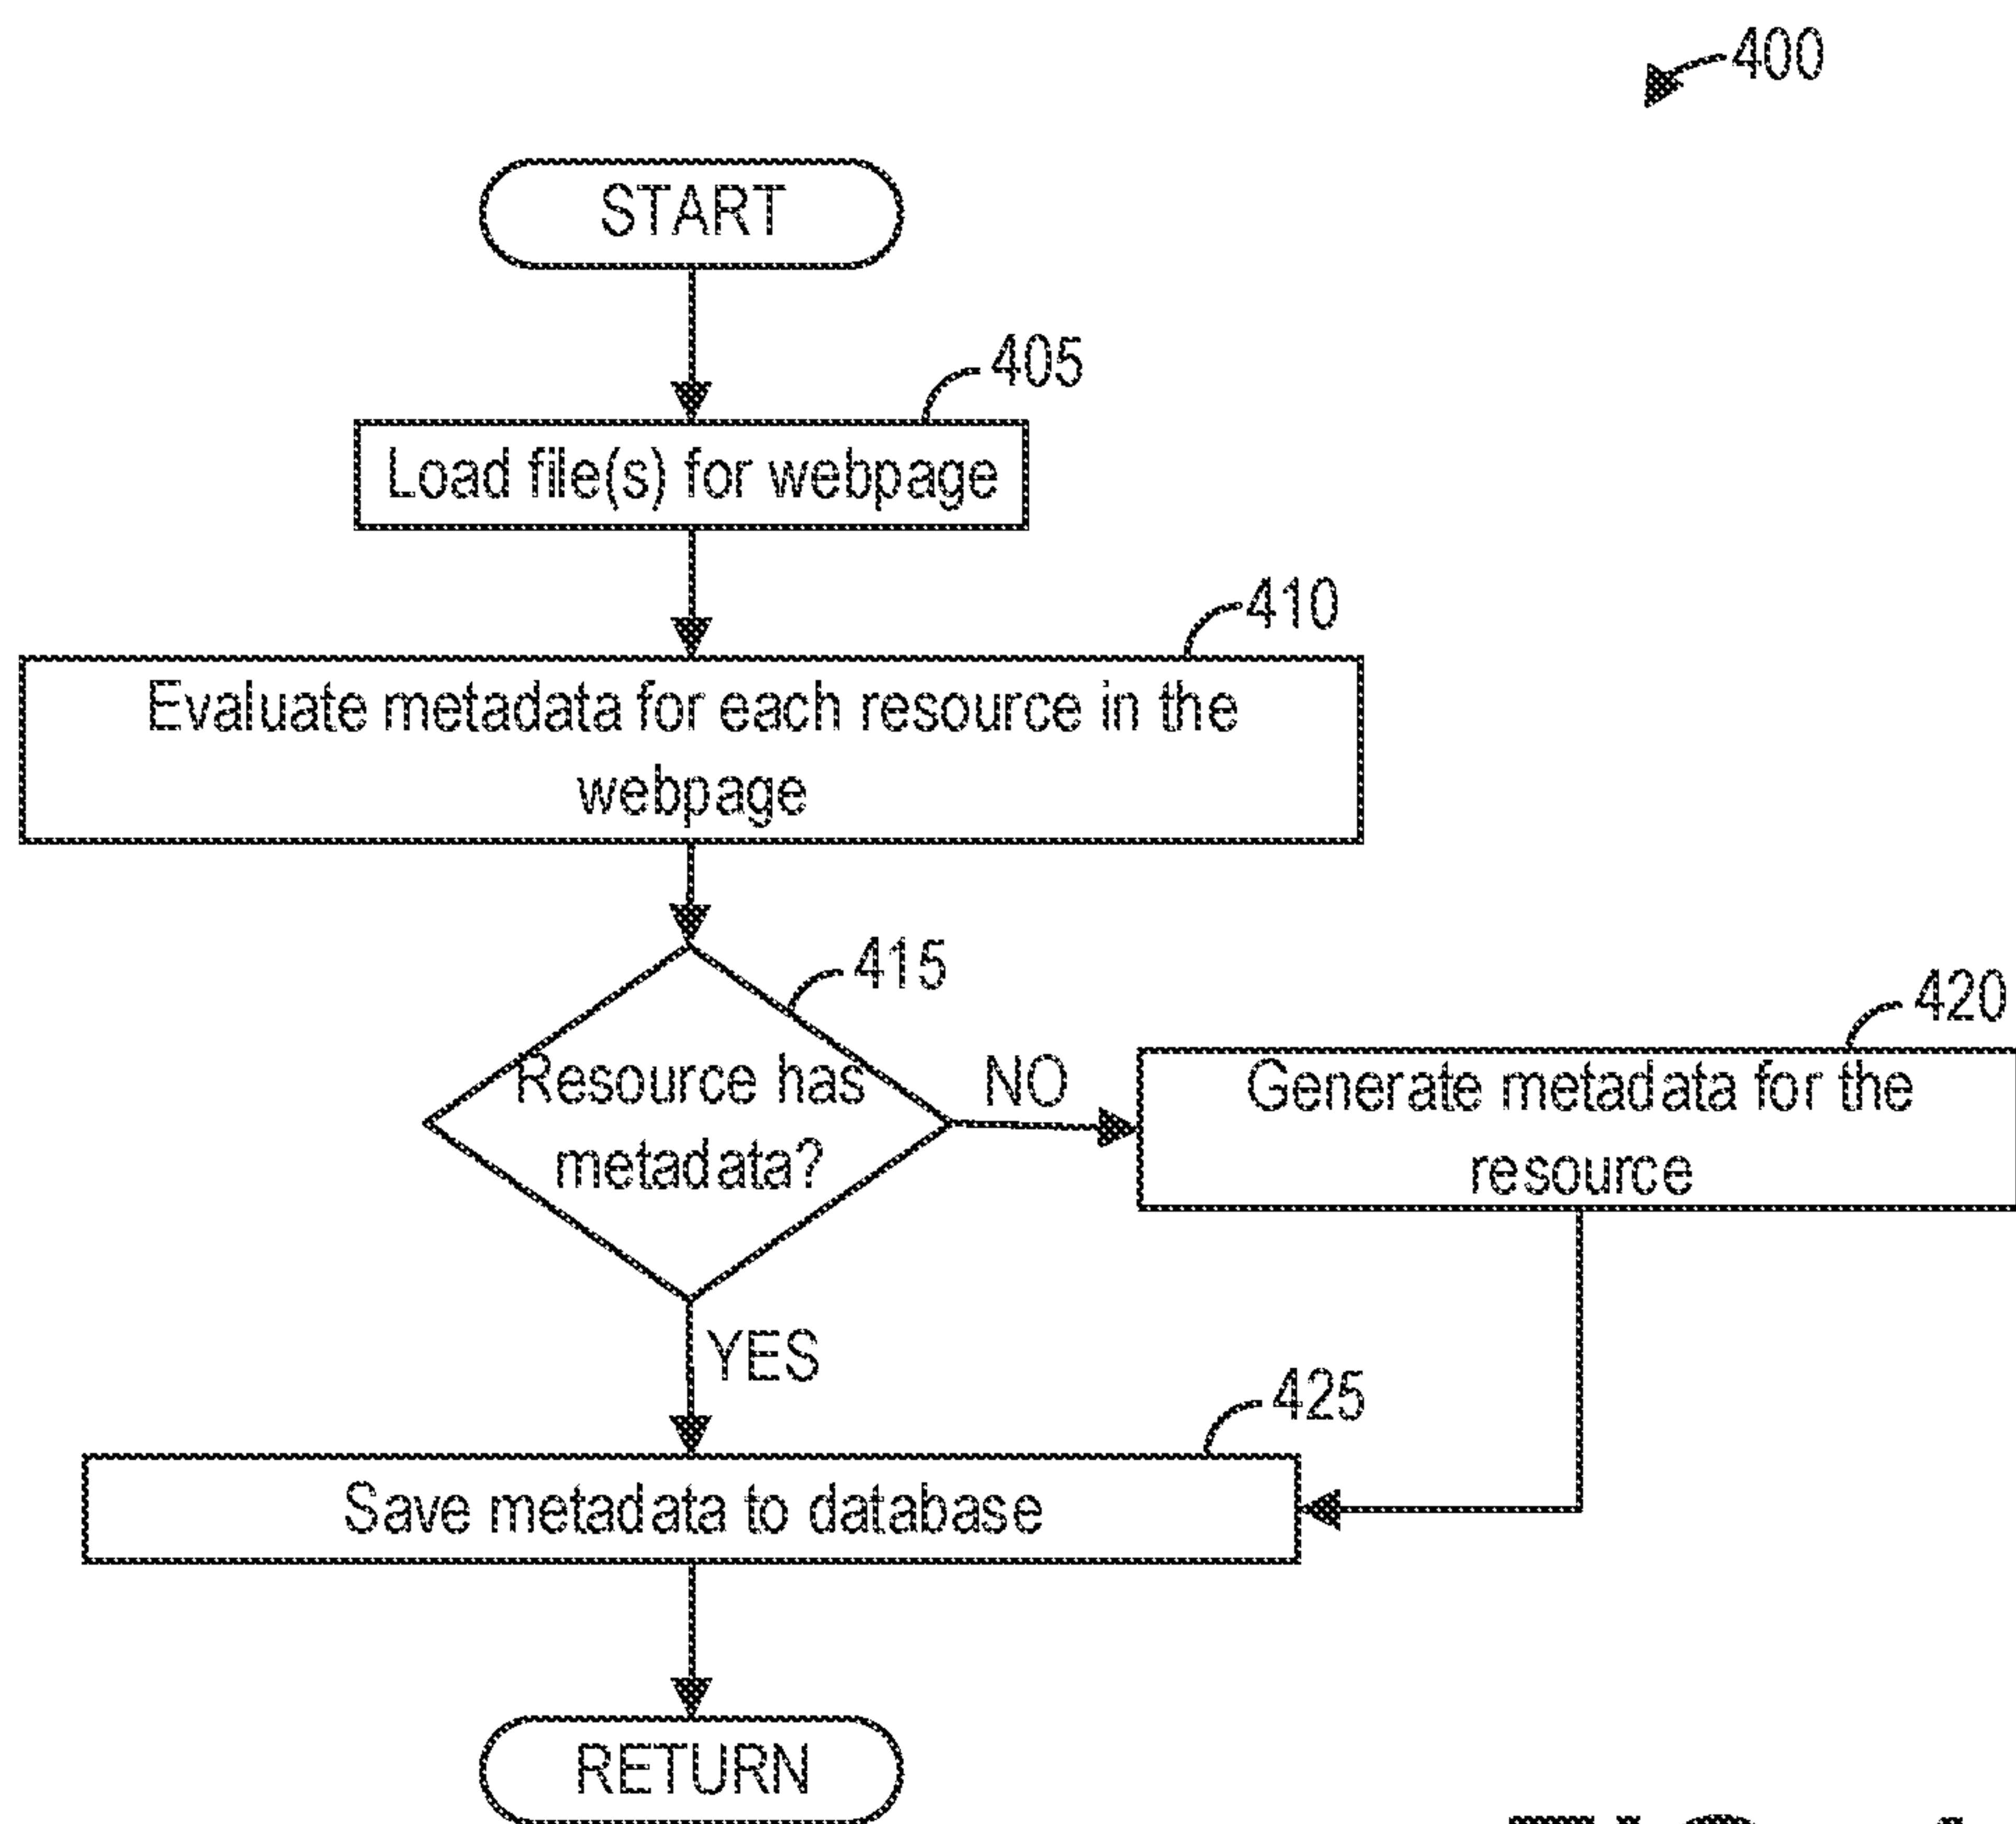 400
START
405
Load file(s) for webpage
410
Evaluate metadata for each resource in the
webpage
415
Resource has
metadata?
NO
420
Generate metadata for the
resource
YES
425
Save metadata to database
RETURN